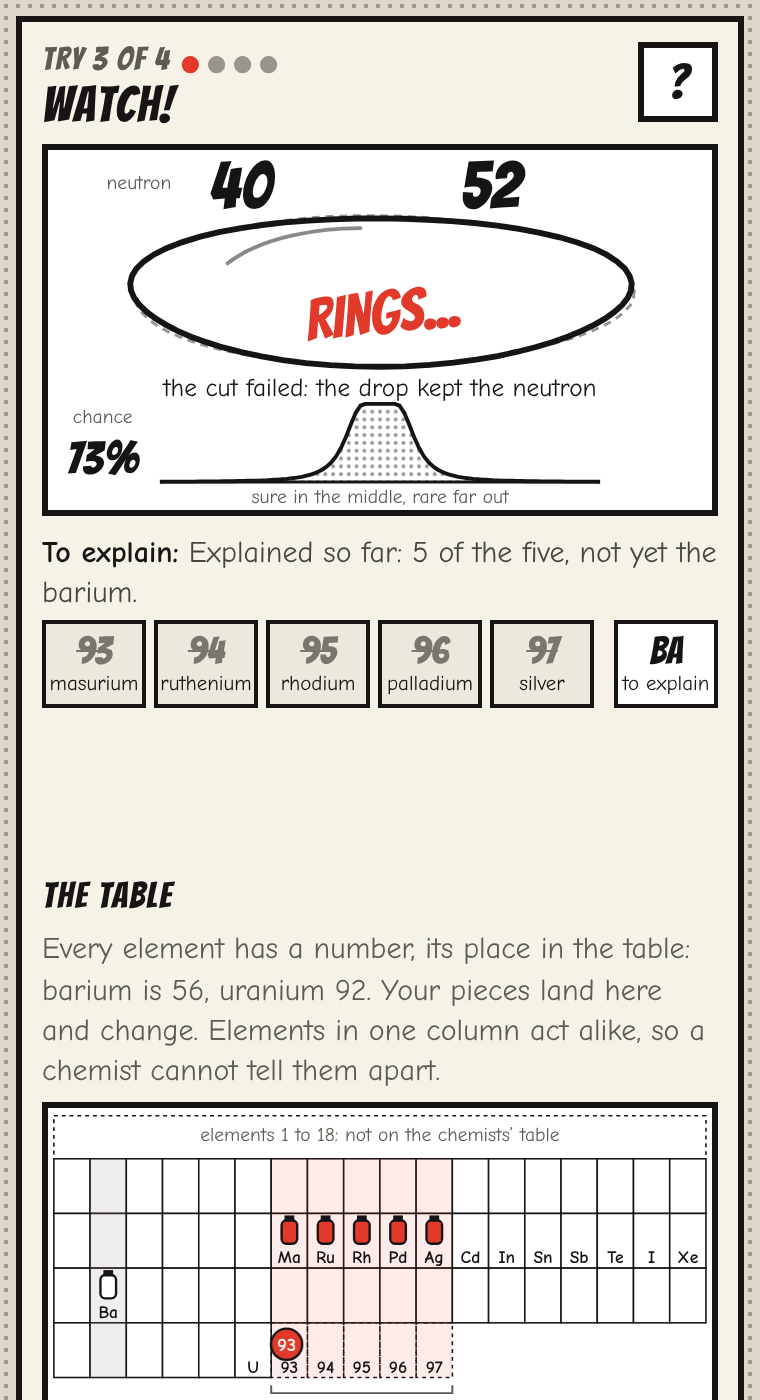 TRY 3 OF 4
WATCH!
?
neutron 40 52
RINGS...
the cut failed: the drop kept the neutron
chance
73%
sure in the middle, rare far out
To explain: Explained so far: 5 of the five, not yet the
barium.
93 94 95 96 97 BA
masurium ruthenium rhodium palladium silver to explain
THE TABLE
Every element has a number, its place in the table:
barium is 56, uranium 92. Your pieces land here
and change. Elements in one column act alike, so a
chemist cannot tell them apart.
elements 1 to 18: not on the chemists' table
Ma Ru Rh Pd Ag Cd In Sn Sb Te I Xe
Ba
93
U 93 94 95 96 97